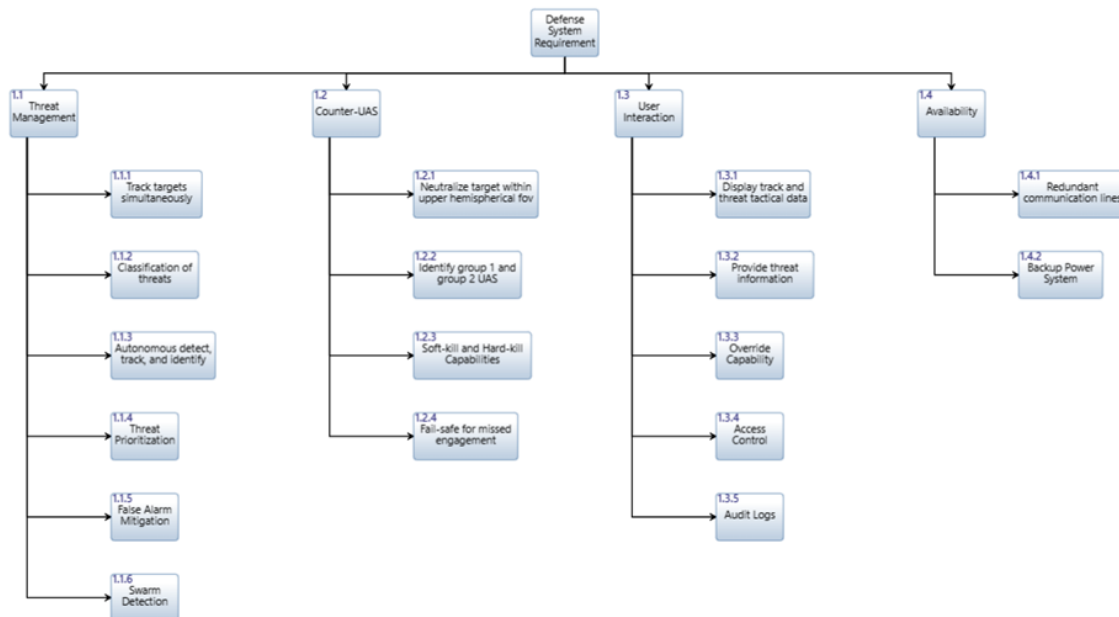 Defense
System
Requirement
1.1
Threat
Management
1.1.1
Track targets
simultaneously
1.1.2
Classification of
threats
1.1.3
Autonomous detect,
track, and identify
1.1.4
Threat
Prioritization
1.1.5
False Alarm
Mitigation
1.1.6
Swarm
Detection
1.2
Counter-UAS
1.2.1
Neutralize target within
upper hemispherical fov
1.2.2
Identify group 1 and
group 2 UAS
1.2.3
Soft-kill and Hard-kill
Capabilities
1.2.4
Fail-safe for missed
engagement
1.3
User
Interaction
1.3.1
Display track and
threat tactical data
1.3.2
Provide threat
information
1.3.3
Override
Capability
1.3.4
Access
Control
1.3.5
Audit Logs
1.4
Availability
1.4.1
Redundant
communication lines
1.4.2
Backup Power
System